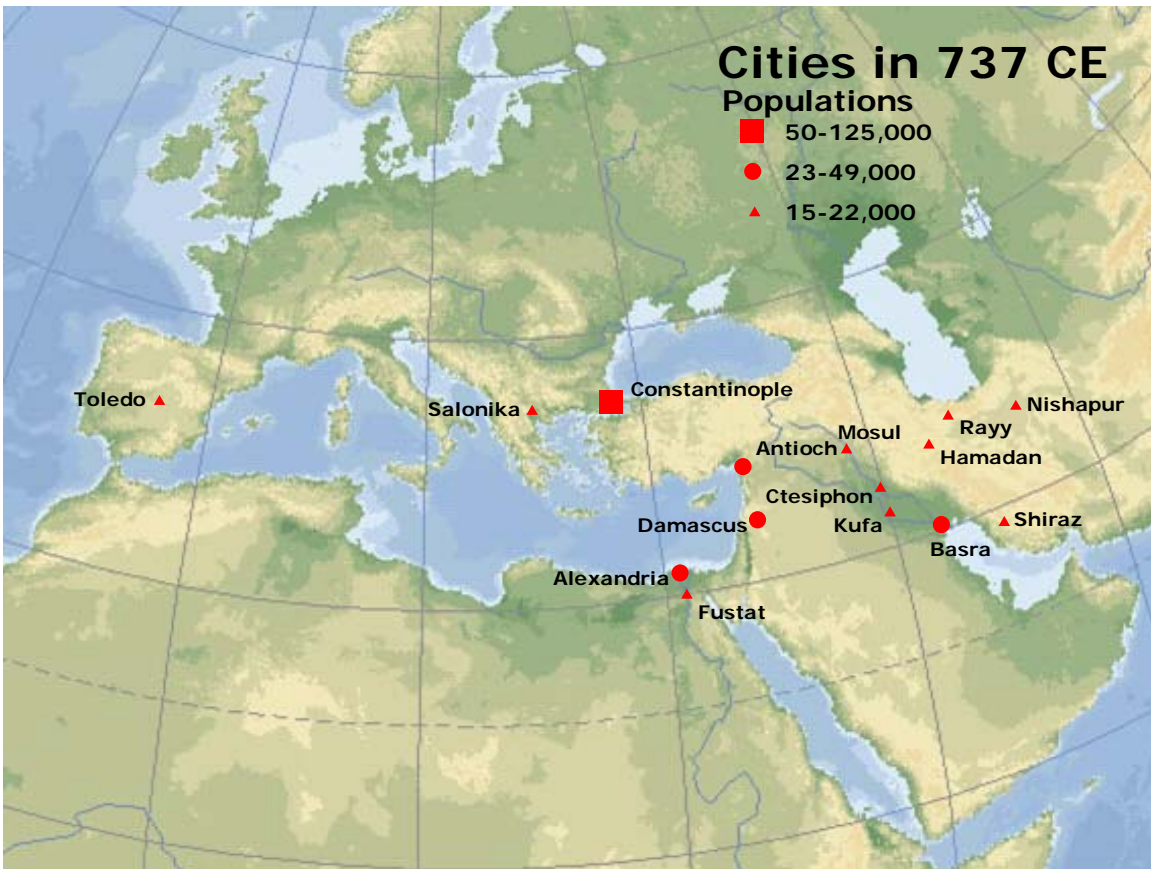 Cities in 737 CE
Populations
50-125,000
23-49,000
15-22,000
Constantinople
Toledo
Salonika
Nishapur
Rayy
Mosul
Antioch
Hamadan
Ctesiphon
Kufa
Shiraz
Damascus
Basra
Alexandria
Fustat